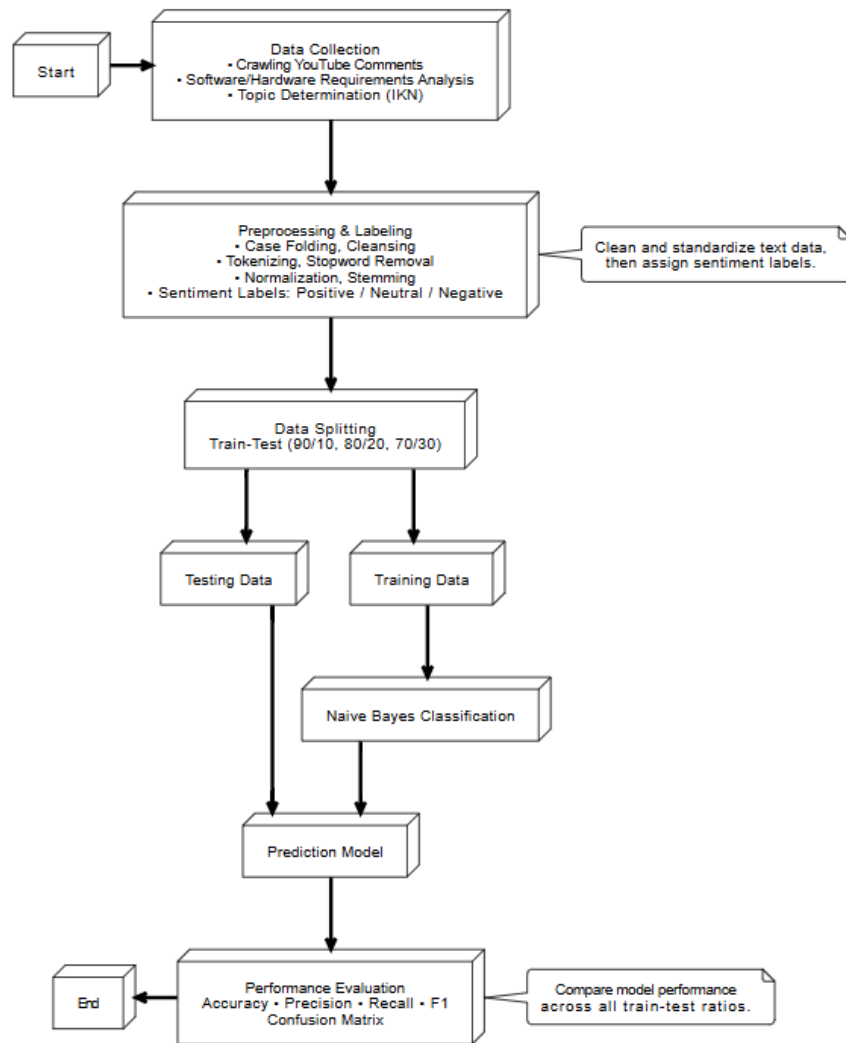 Start
Data Collection
▪ Crawling YouTube Comments
▪ Software/Hardware Requirements Analysis
▪ Topic Determination (IKN)
Preprocessing & Labeling
▪ Case Folding, Cleansing
▪ Tokenizing, Stopword Removal
▪ Normalization, Stemming
▪ Sentiment Labels: Positive / Neutral / Negative
Clean and standardize text data,
then assign sentiment labels.
Data Splitting
Train-Test (90/10, 80/20, 70/30)
Testing Data
Training Data
Naive Bayes Classification
Prediction Model
End
Performance Evaluation
Accuracy ▪ Precision ▪ Recall ▪ F1
Confusion Matrix
Compare model performance
across all train-test ratios.